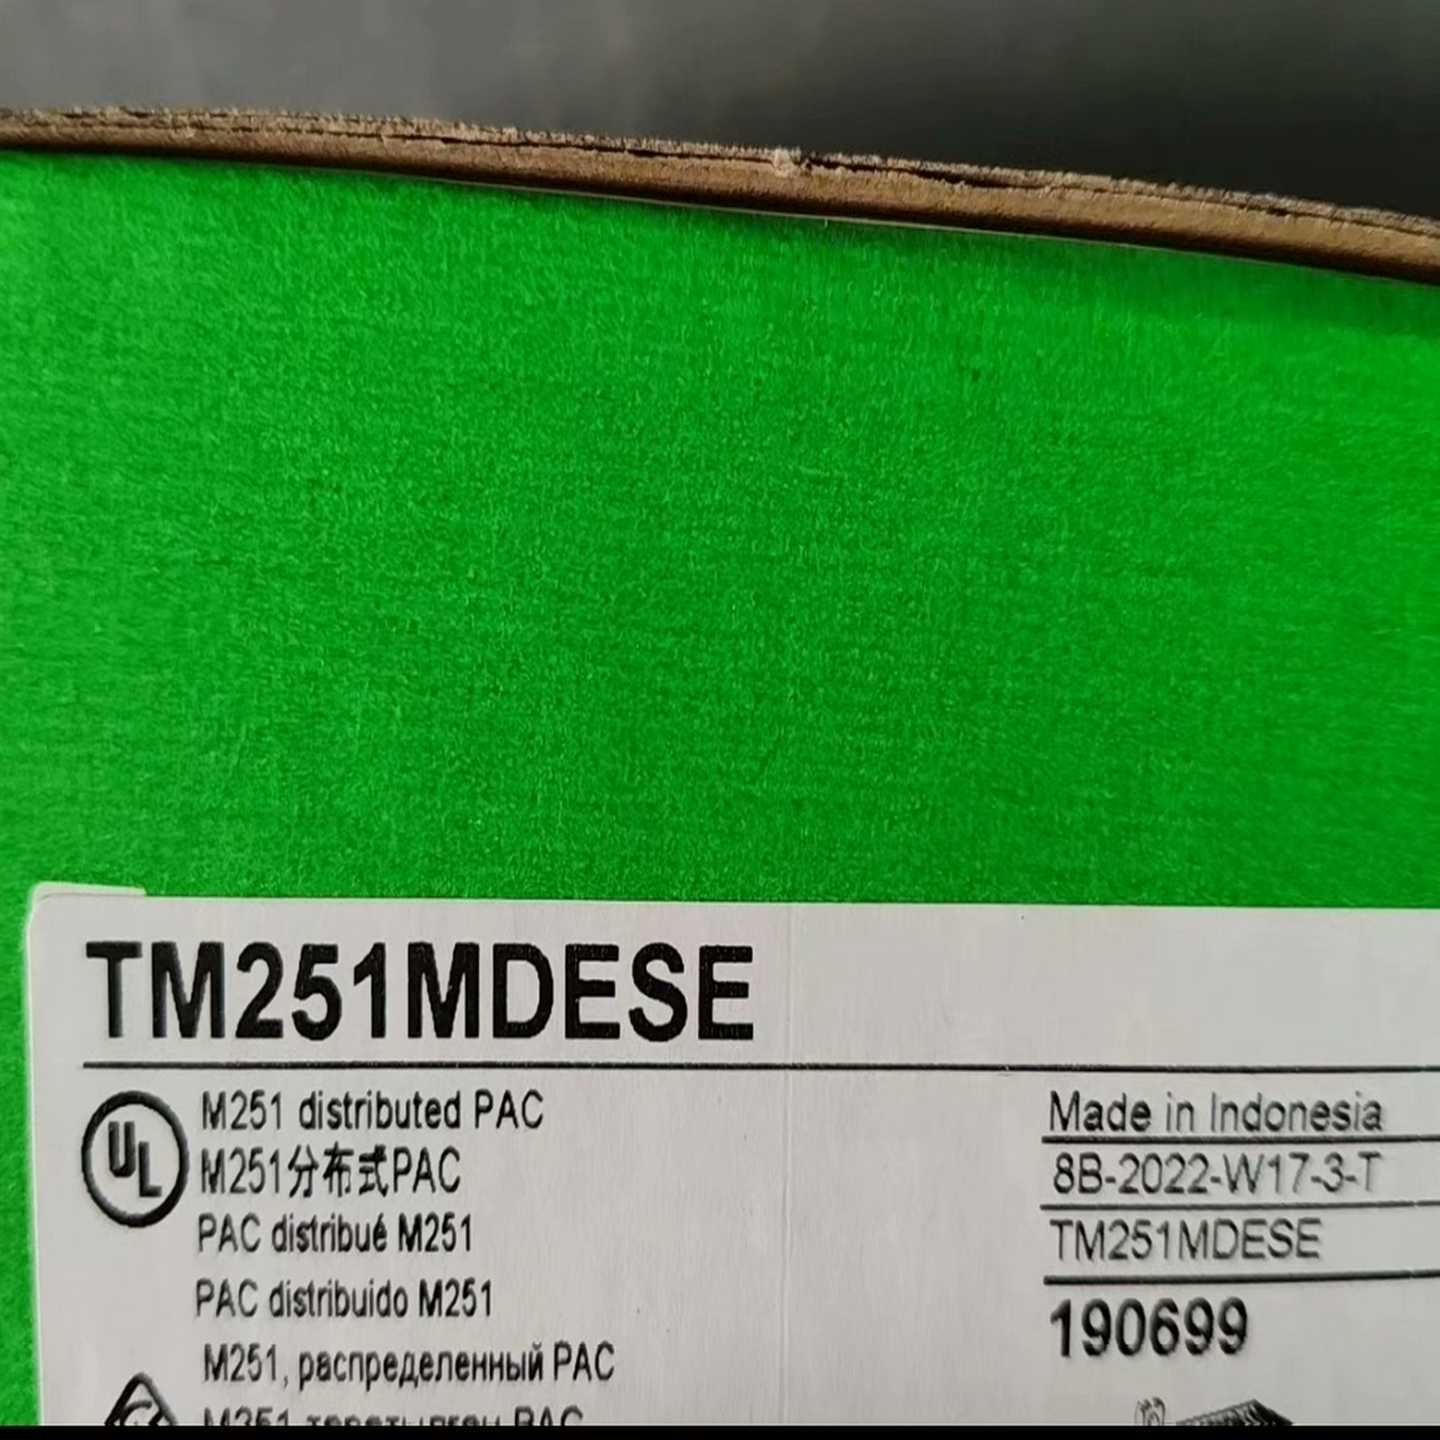 TM251MDESE
UL
M251 distributed PAC
M251分布式PAC
PAC distribué M251
PAC distribuido M251
M251, распределенный PAC
Made in Indonesia
8B-2022-W17-3-T
TM251MDESE
190699